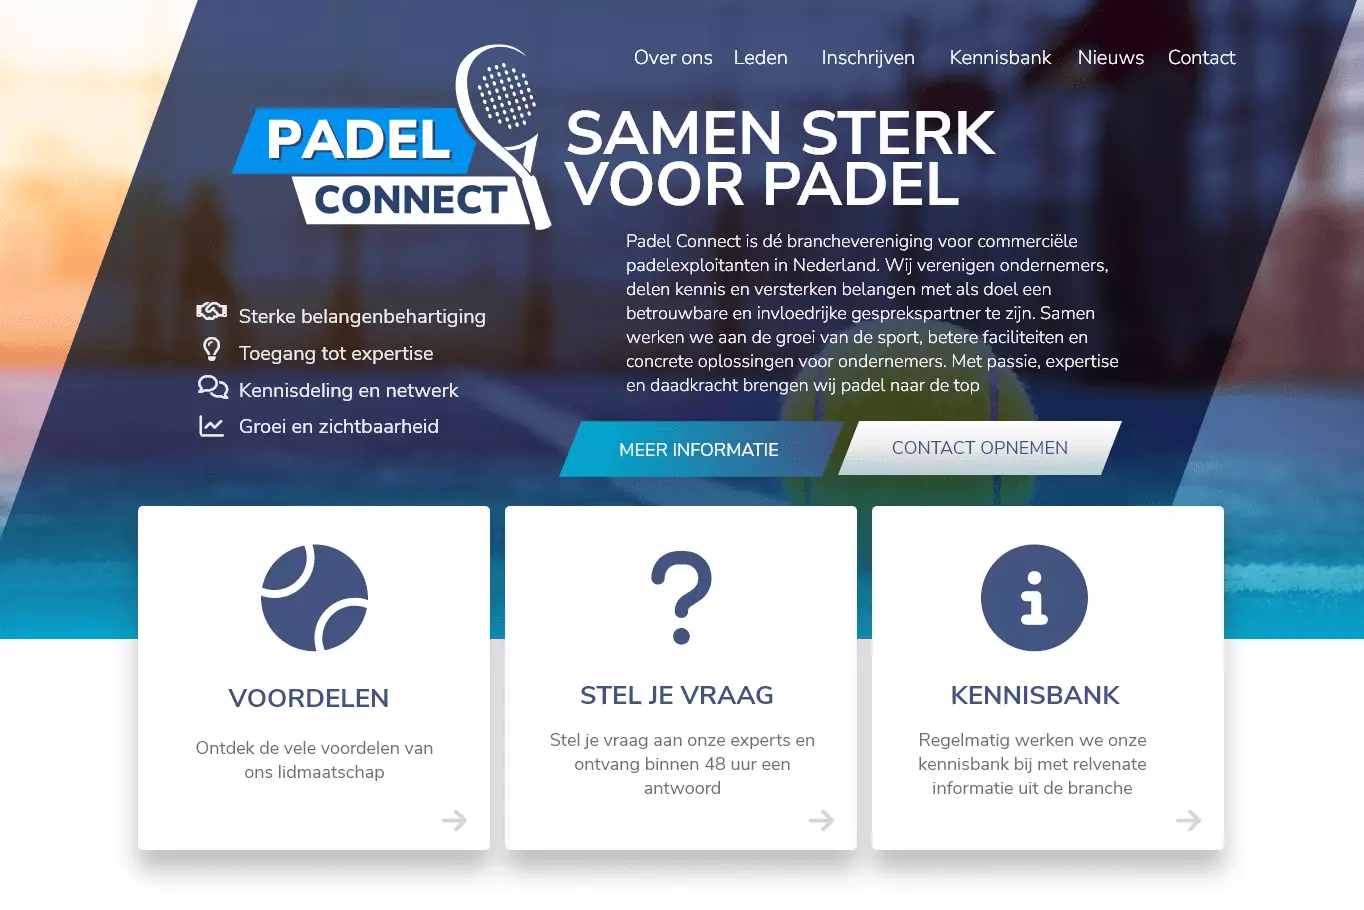 Over ons Leden Inschrijven Kennisbank Nieuws Contact
PADEL
CONNECT
SAMEN STERK
VOOR PADEL
Padel Connect is dé branchevereniging voor commerciële
padelexploitanten in Nederland. Wij verenigen ondernemers,
delen kennis en versterken belangen met als doel een
betrouwbare en invloedrijke gesprekspartner te zijn. Samen
werken we aan de groei van de sport, betere faciliteiten en
concrete oplossingen voor ondernemers. Met passie, expertise
en daadkracht brengen wij padel naar de top
Sterke belangenbehartiging
Toegang tot expertise
Kennisdeling en netwerk
Groei en zichtbaarheid
MEER INFORMATIE
CONTACT OPNEMEN
VOORDELEN
Ontdek de vele voordelen van
ons lidmaatschap
STEL JE VRAAG
Stel je vraag aan onze experts en
ontvang binnen 48 uur een
antwoord
KENNISBANK
Regelmatig werken we onze
kennisbank bij met relvenate
informatie uit de branche